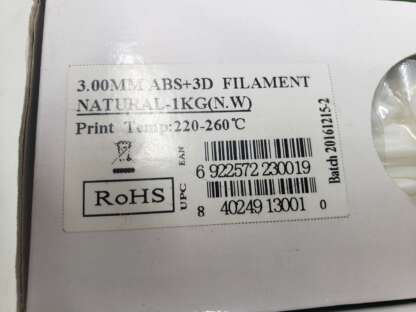 3.00MM ABS+3D FILAMENT
NATURAL-1KG(N.W)
Print Temp:220-260℃
EAN
6 922572 230019
RoHS
UPC
8 40249 13001 0
Batch 20161215-2